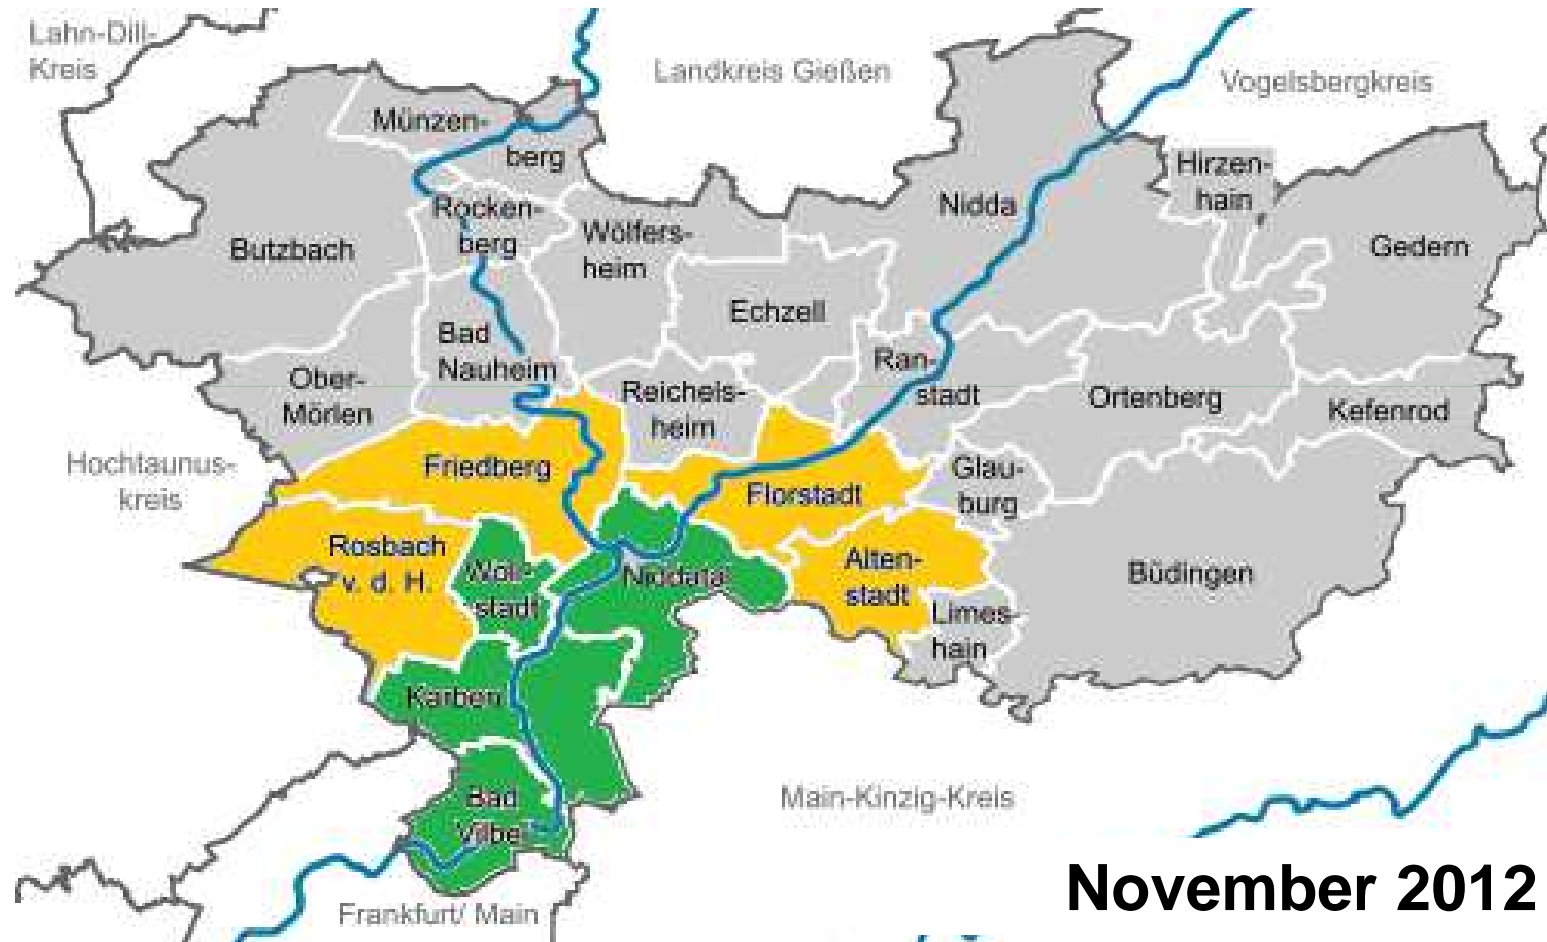 Lahn-Dill-
Kreis
Landkreis Gießen
Vogelsbergkreis
Münzen-
berg
Hirzen-
hain
Nidda
Rocken-
berg
Wölfers-
heim
Butzbach
Gedern
Echzell
Bad
Nauheim
Ran-
stadt
Ober-
Mörlen
Reichels-
heim
Ortenberg
Kefenrod
Hochtaunus-
kreis
Friedberg
Florstadt
Glau-
burg
Rosbach
v. d. H.
Wöll-
stadt
Niddatal
Alten-
stadt
Büdingen
Limes-
hain
Karben
Bad
Vilbel
Main-Kinzig-Kreis
Frankfurt/ Main
November 2012